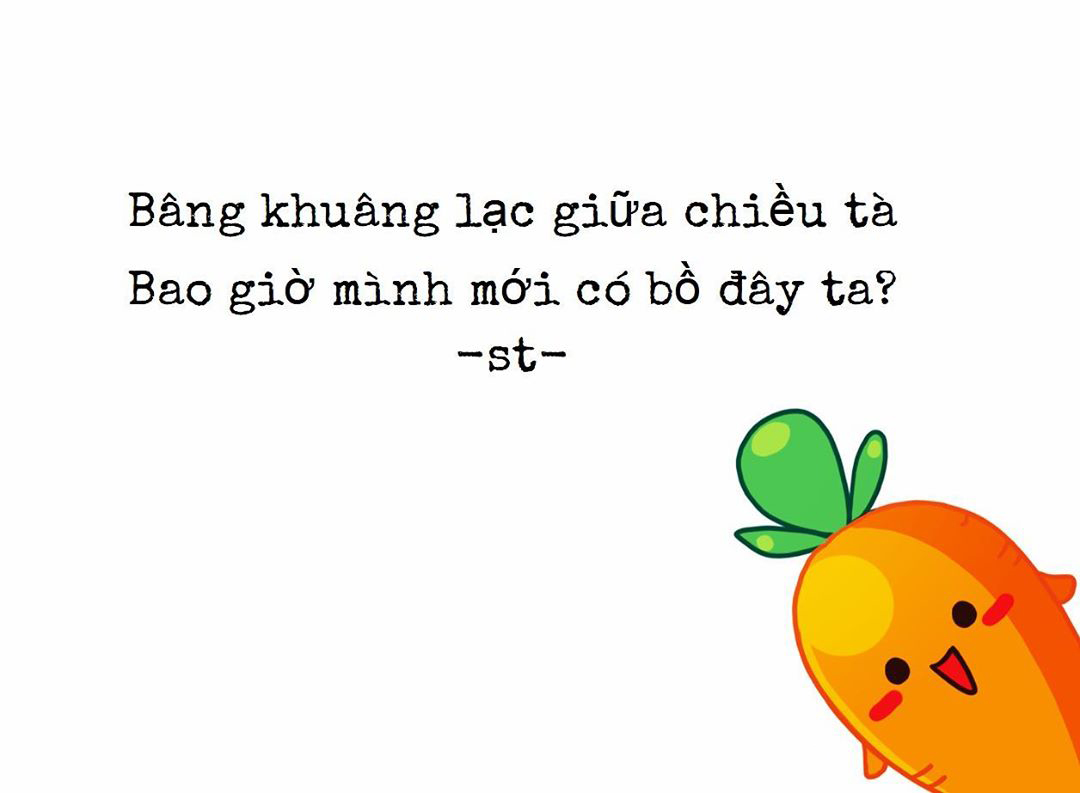 Bâng khuâng lạc giữa chiều tà
Bao giờ mình mới có bồ đây ta?
-st-